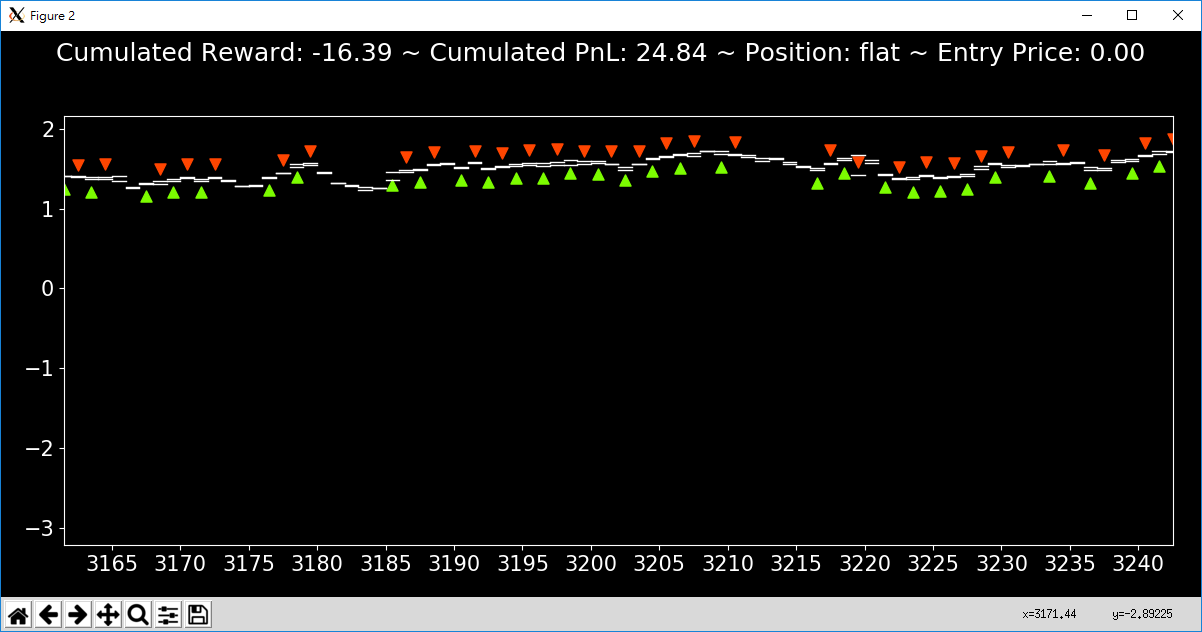 Figure 2
Cumulated Reward: -16.39 ~ Cumulated PnL: 24.84 ~ Position: flat ~ Entry Price: 0.00
2
1
0
−1
−2
−3
3165 3170 3175 3180 3185 3190 3195 3200 3205 3210 3215 3220 3225 3230 3235 3240
x=3171.44 y=-2.89225